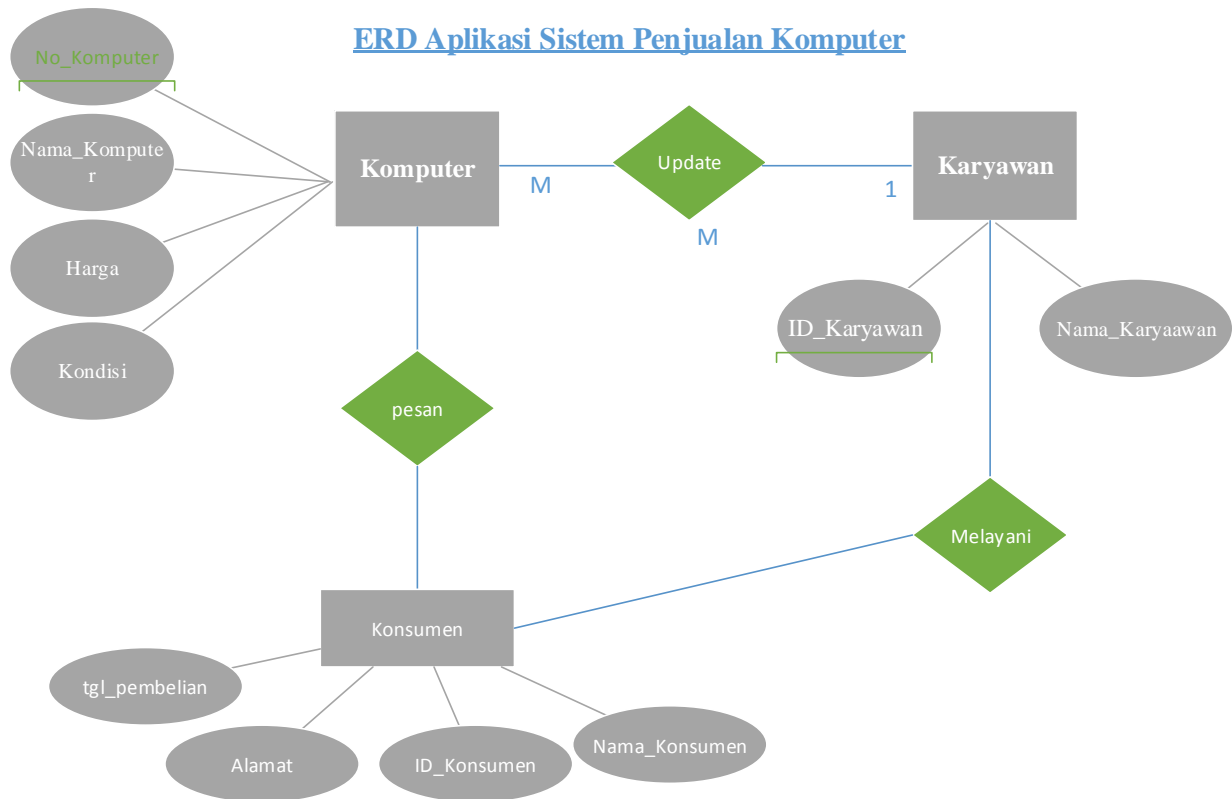 ERD Aplikasi Sistem Penjualan Komputer
No_Komputer
Nama_Kompute
r
Harga
Kondisi
Komputer
M
Update
M
1
Karyawan
ID_Karyawan
Nama_Karyaawan
pesan
Melayani
Konsumen
tgl_pembelian
Alamat
ID_Konsumen
Nama_Konsumen